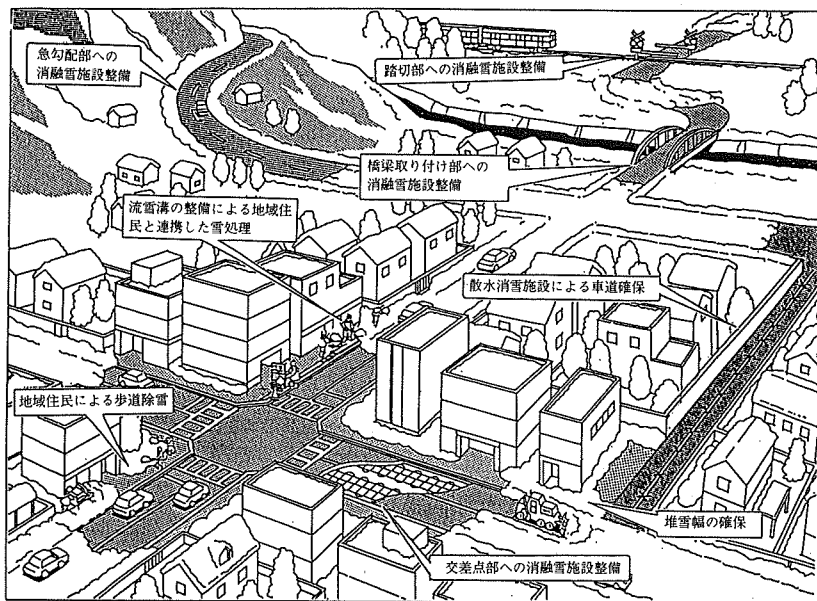 急勾配部への
消融雪施設整備
踏切部への消融雪施設整備
橋梁取り付け部への
消融雪施設整備
流雪溝の整備による地域住
民と連携した雪処理
散水消雪施設による車道確保
地域住民による歩道除雪
堆雪幅の確保
交差点部への消融雪施設整備